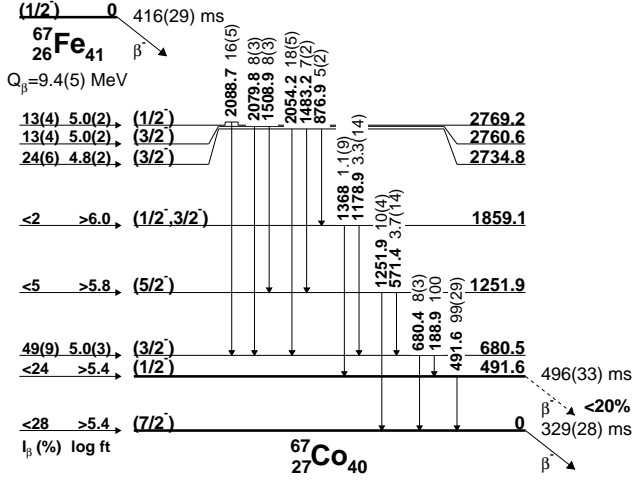 (1/2⁻) 0 416(29) ms
67 26 Fe 41 β⁻
Qβ=9.4(5) MeV
2088.7 16(5)
2079.8 8(3)
1508.9 8(3)
2054.2 18(5)
1483.2 7(2)
876.9 5(2)
13(4) 5.0(2) (1/2⁻) 2769.2
13(4) 5.0(2) (3/2⁻) 2760.6
24(6) 4.8(2) (3/2⁻) 2734.8
1368 1.1(9)
1178.9 3.3(14)
<2 >6.0 (1/2⁻,3/2⁻) 1859.1
1251.9 10(4)
571.4 3.7(14)
<5 >5.8 (5/2⁻) 1251.9
680.4 8(3)
188.9 100
491.6 99(29)
49(9) 5.0(3) (3/2⁻) 680.5
<24 >5.4 (1/2⁻) 491.6 496(33) ms
β⁻ <20%
<28 >5.4 (7/2⁻) 0 329(28) ms
Iβ (%) log ft
67 27 Co 40 β⁻